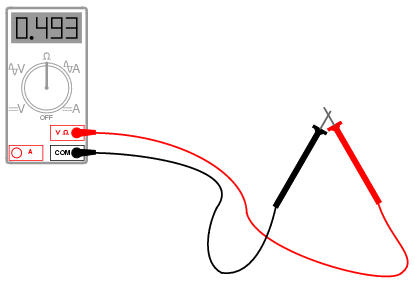 0.493
Ω
V A
V A
OFF
V Ω
A COM